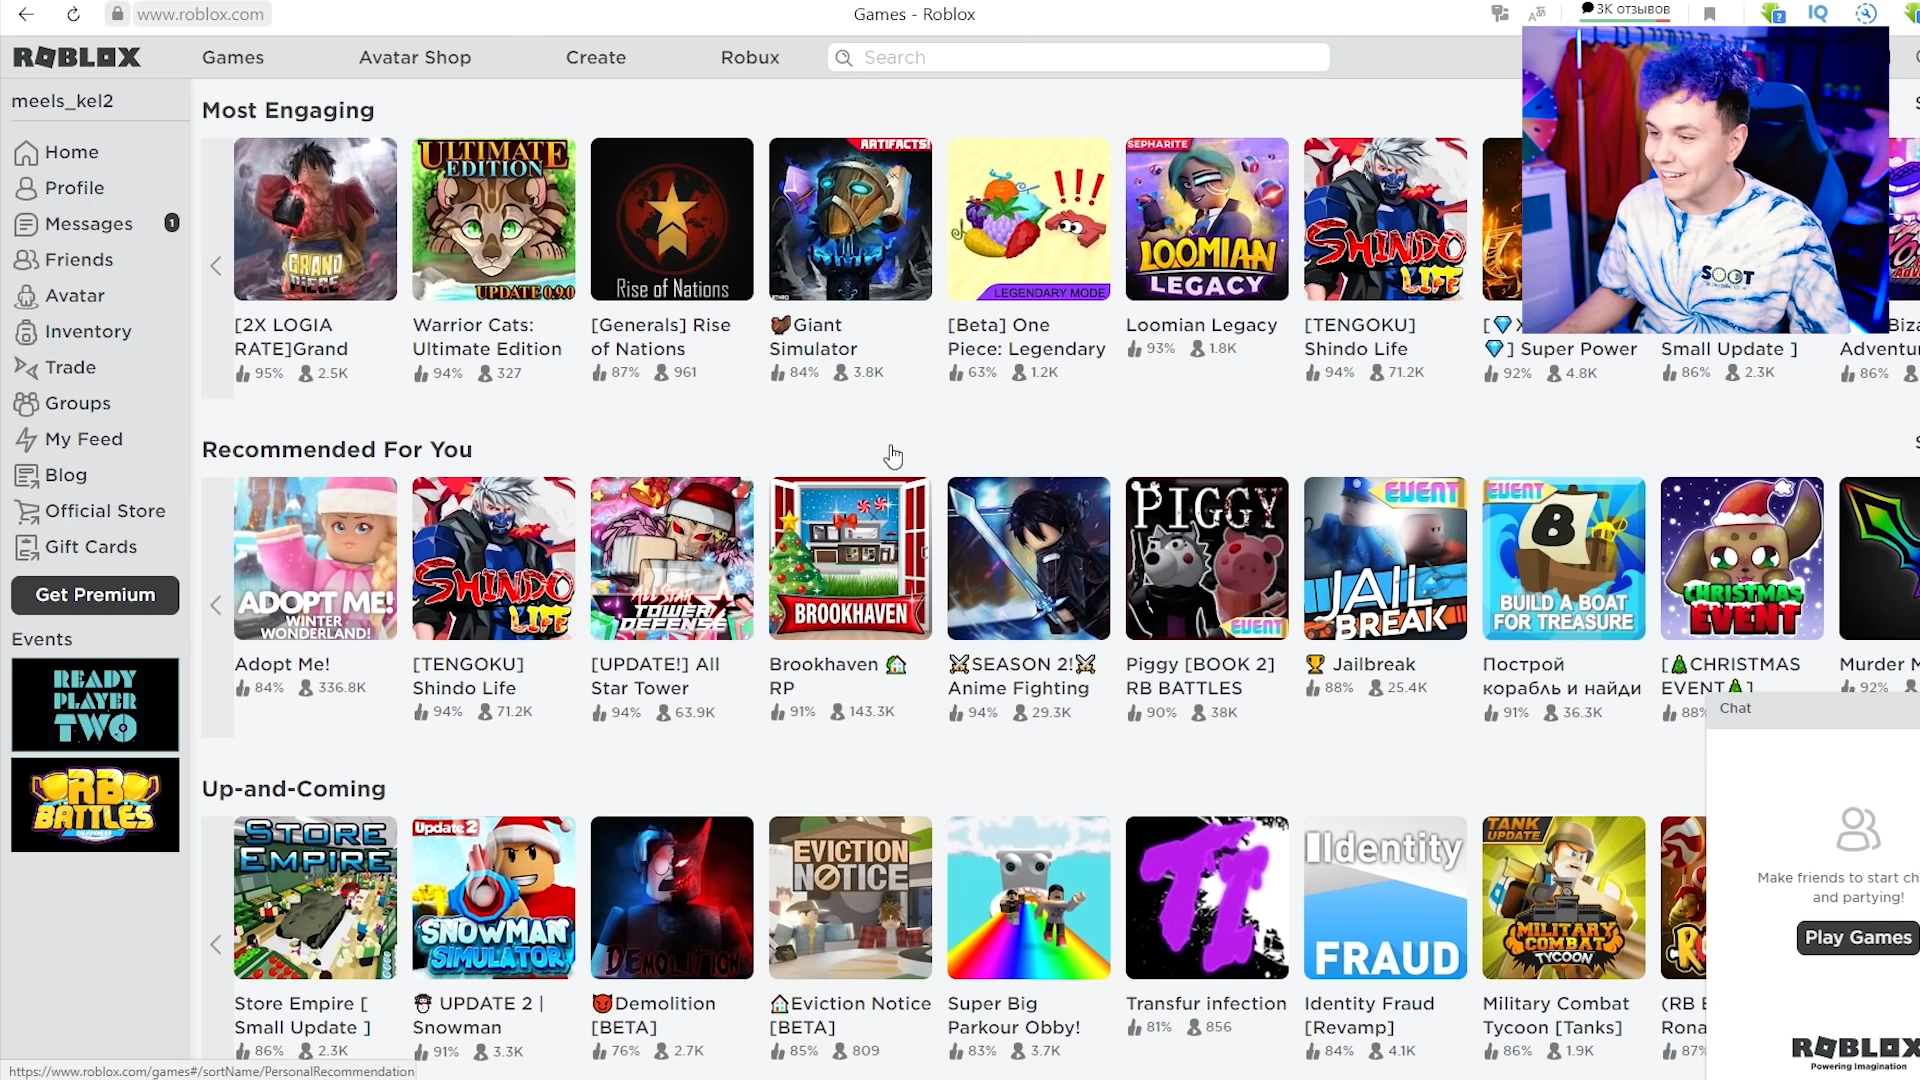 www.roblox.com
Games - Roblox
3К отзывов
ROBLOX
Games
Avatar Shop
Create
Robux
Search
meels_kel2
Home
Profile
Messages
1
Friends
Avatar
Inventory
Trade
Groups
My Feed
Blog
Official Store
Gift Cards
Get Premium
Events
READY
PLAYER
TWO
RB
BATTLES
Most Engaging
GRAND
PIECE
ULTIMATE
EDITION
UPDATE 0.9.0
Rise of Nations
ARTIFACTS!
!!!
LEGENDARY MODE
SEPHARITE
LOOMIAN
LEGACY
SHINDO
LIFE
SOOT
[2X LOGIA
RATE]Grand
95% 2.5K
Warrior Cats:
Ultimate Edition
94% 327
[Generals] Rise
of Nations
87% 961
🦃Giant
Simulator
84% 3.8K
[Beta] One
Piece: Legendary
63% 1.2K
Loomian Legacy
93% 1.8K
[TENGOKU]
Shindo Life
94% 71.2K
💎] Super Power
92% 4.8K
Small Update ]
86% 2.3K
86%
Recommended For You
ADOPT ME!
WINTER
WONDERLAND!
SHINDO
LIFE
ALL STAR
TOWER
DEFENSE
BROOKHAVEN
PIGGY
EVENT
EVENT
JAIL
BREAK
EVENT
B
BUILD A BOAT
FOR TREASURE
CHRISTMAS
EVENT
Adopt Me!
84% 336.8K
[TENGOKU]
Shindo Life
94% 71.2K
[UPDATE!] All
Star Tower
94% 63.9K
Brookhaven 🏡
RP
91% 143.3K
⚔️SEASON 2!⚔️
Anime Fighting
94% 29.3K
Piggy [BOOK 2]
RB BATTLES
90% 38K
🏆 Jailbreak
88% 25.4K
Построй
корабль и найди
91% 36.3K
[🎄CHRISTMAS
EVENT🎄]
88%
Murder
92%
Chat
Make friends to start
and partying!
Play Games
ROBLOX
Powering Imagination
Up-and-Coming
STORE
EMPIRE
Update 2
SNOWMAN
SIMULATOR
DEMOLITION
EVICTION
NOTICE
TI
Identity
FRAUD
TANK
UPDATE
MILITARY
COMBAT
TYCOON
Store Empire [
Small Update ]
86% 2.3K
⛄ UPDATE 2 |
Snowman
91% 3.3K
😈Demolition
[BETA]
76% 2.7K
🏠Eviction Notice
[BETA]
85% 809
Super Big
Parkour Obby!
83% 3.7K
Transfur infection
81% 856
Identity Fraud
[Revamp]
84% 4.1K
Military Combat
Tycoon [Tanks]
86% 1.9K
(RB
Rona
87%
https://www.roblox.com/games#/sortName/PersonalRecommendation